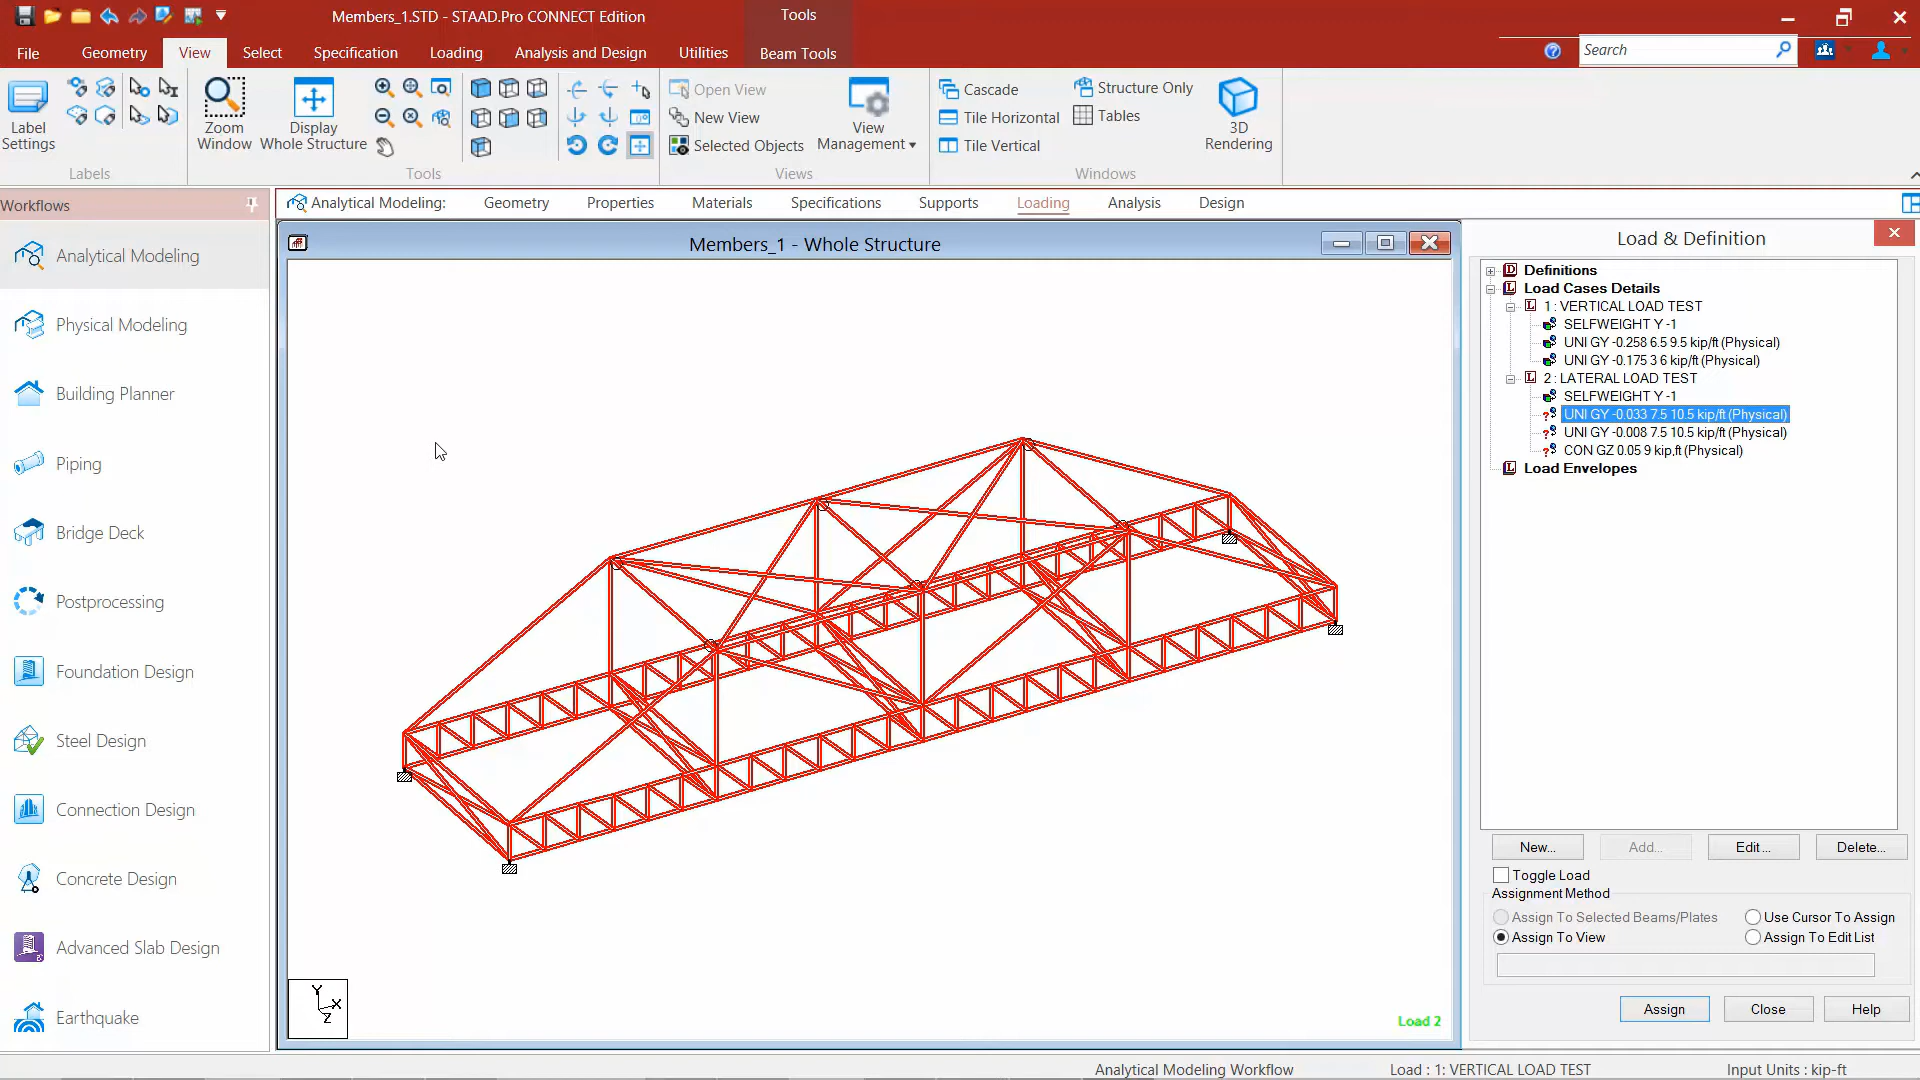 Members_1.STD - STAAD.Pro CONNECT Edition
Tools
File
Geometry
View
Select
Specification
Loading
Analysis and Design
Utilities
Beam Tools
Search
Label Settings
Zoom Window
Display Whole Structure
Open View
New View
Selected Objects
View Management
Cascade
Tile Horizontal
Tile Vertical
Structure Only
Tables
3D Rendering
Labels
Tools
Views
Windows
Workflows
Analytical Modeling
Physical Modeling
Building Planner
Piping
Bridge Deck
Postprocessing
Foundation Design
Steel Design
Connection Design
Concrete Design
Advanced Slab Design
Earthquake
Analytical Modeling:
Geometry
Properties
Materials
Specifications
Supports
Loading
Analysis
Design
Members_1 - Whole Structure
Y
X
Z
Load 2
Load & Definition
Definitions
Load Cases Details
1 : VERTICAL LOAD TEST
SELFWEIGHT Y -1
UNI GY -0.258 6.5 9.5 kip/ft (Physical)
UNI GY -0.175 3 6 kip/ft (Physical)
2 : LATERAL LOAD TEST
SELFWEIGHT Y -1
UNI GY -0.033 7.5 10.5 kip/ft (Physical)
UNI GY -0.008 7.5 10.5 kip/ft (Physical)
CON GZ 0.05 9 kip,ft (Physical)
Load Envelopes
New...
Add...
Edit...
Delete...
Toggle Load
Assignment Method
Assign To Selected Beams/Plates
Use Cursor To Assign
Assign To View
Assign To Edit List
Assign
Close
Help
Analytical Modeling Workflow
Load : 1: VERTICAL LOAD TEST
Input Units : kip-ft